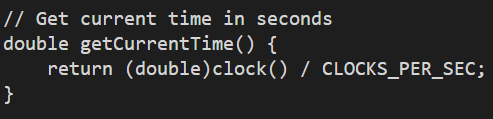 // Get current time in seconds
double getCurrentTime() {
    return (double)clock() / CLOCKS_PER_SEC;
}